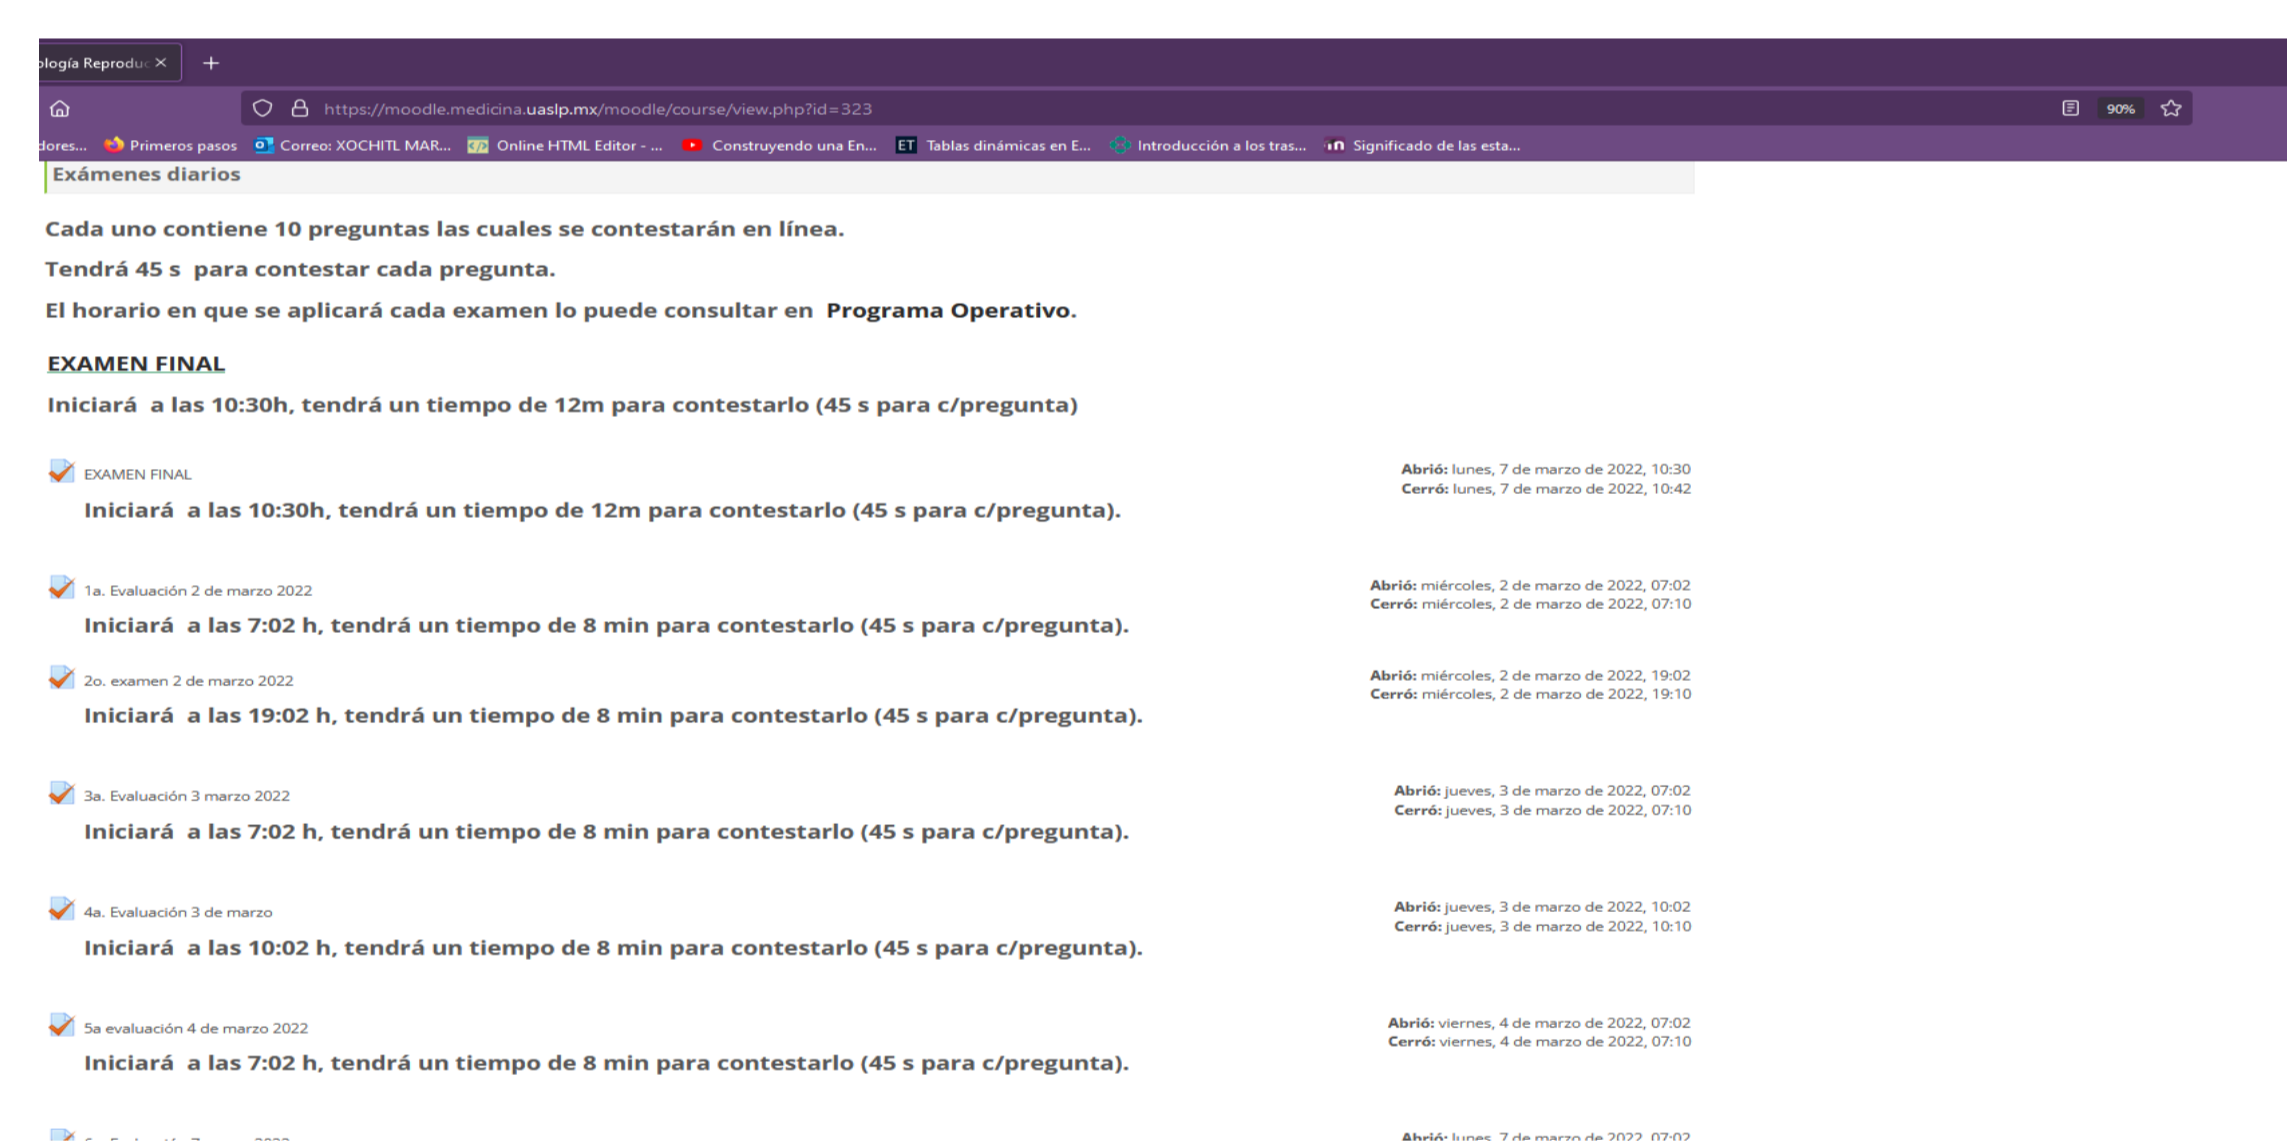 ología Reproduc
https://moodle.medicina.uaslp.mx/moodle/course/view.php?id=323
90%
dores... Primeros pasos Correo: XOCHITL MAR... Online HTML Editor - ... Construyendo una En... ET Tablas dinámicas en E... Introducción a los tras... in Significado de las esta...
Exámenes diarios
Cada uno contiene 10 preguntas las cuales se contestarán en línea.
Tendrá 45 s para contestar cada pregunta.
El horario en que se aplicará cada examen lo puede consultar en Programa Operativo.
EXAMEN FINAL
Iniciará a las 10:30h, tendrá un tiempo de 12m para contestarlo (45 s para c/pregunta)
EXAMEN FINAL
Abrió: lunes, 7 de marzo de 2022, 10:30
Cerró: lunes, 7 de marzo de 2022, 10:42
Iniciará a las 10:30h, tendrá un tiempo de 12m para contestarlo (45 s para c/pregunta).
1a. Evaluación 2 de marzo 2022
Abrió: miércoles, 2 de marzo de 2022, 07:02
Cerró: miércoles, 2 de marzo de 2022, 07:10
Iniciará a las 7:02 h, tendrá un tiempo de 8 min para contestarlo (45 s para c/pregunta).
2o. examen 2 de marzo 2022
Abrió: miércoles, 2 de marzo de 2022, 19:02
Cerró: miércoles, 2 de marzo de 2022, 19:10
Iniciará a las 19:02 h, tendrá un tiempo de 8 min para contestarlo (45 s para c/pregunta).
3a. Evaluación 3 marzo 2022
Abrió: jueves, 3 de marzo de 2022, 07:02
Cerró: jueves, 3 de marzo de 2022, 07:10
Iniciará a las 7:02 h, tendrá un tiempo de 8 min para contestarlo (45 s para c/pregunta).
4a. Evaluación 3 de marzo
Abrió: jueves, 3 de marzo de 2022, 10:02
Cerró: jueves, 3 de marzo de 2022, 10:10
Iniciará a las 10:02 h, tendrá un tiempo de 8 min para contestarlo (45 s para c/pregunta).
5a evaluación 4 de marzo 2022
Abrió: viernes, 4 de marzo de 2022, 07:02
Cerró: viernes, 4 de marzo de 2022, 07:10
Iniciará a las 7:02 h, tendrá un tiempo de 8 min para contestarlo (45 s para c/pregunta).
Abrió: lunes, 7 de marzo de 2022, 07:02